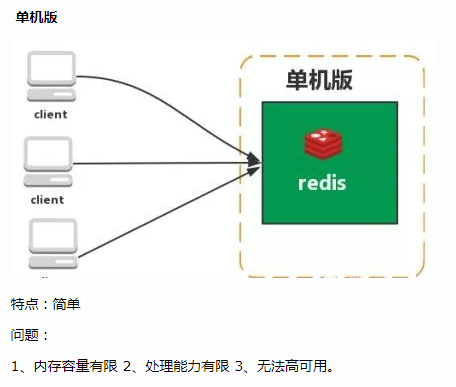 单机版
单机版
client
redis
client
特点：简单
问题：
1、内存容量有限 2、处理能力有限 3、无法高可用。